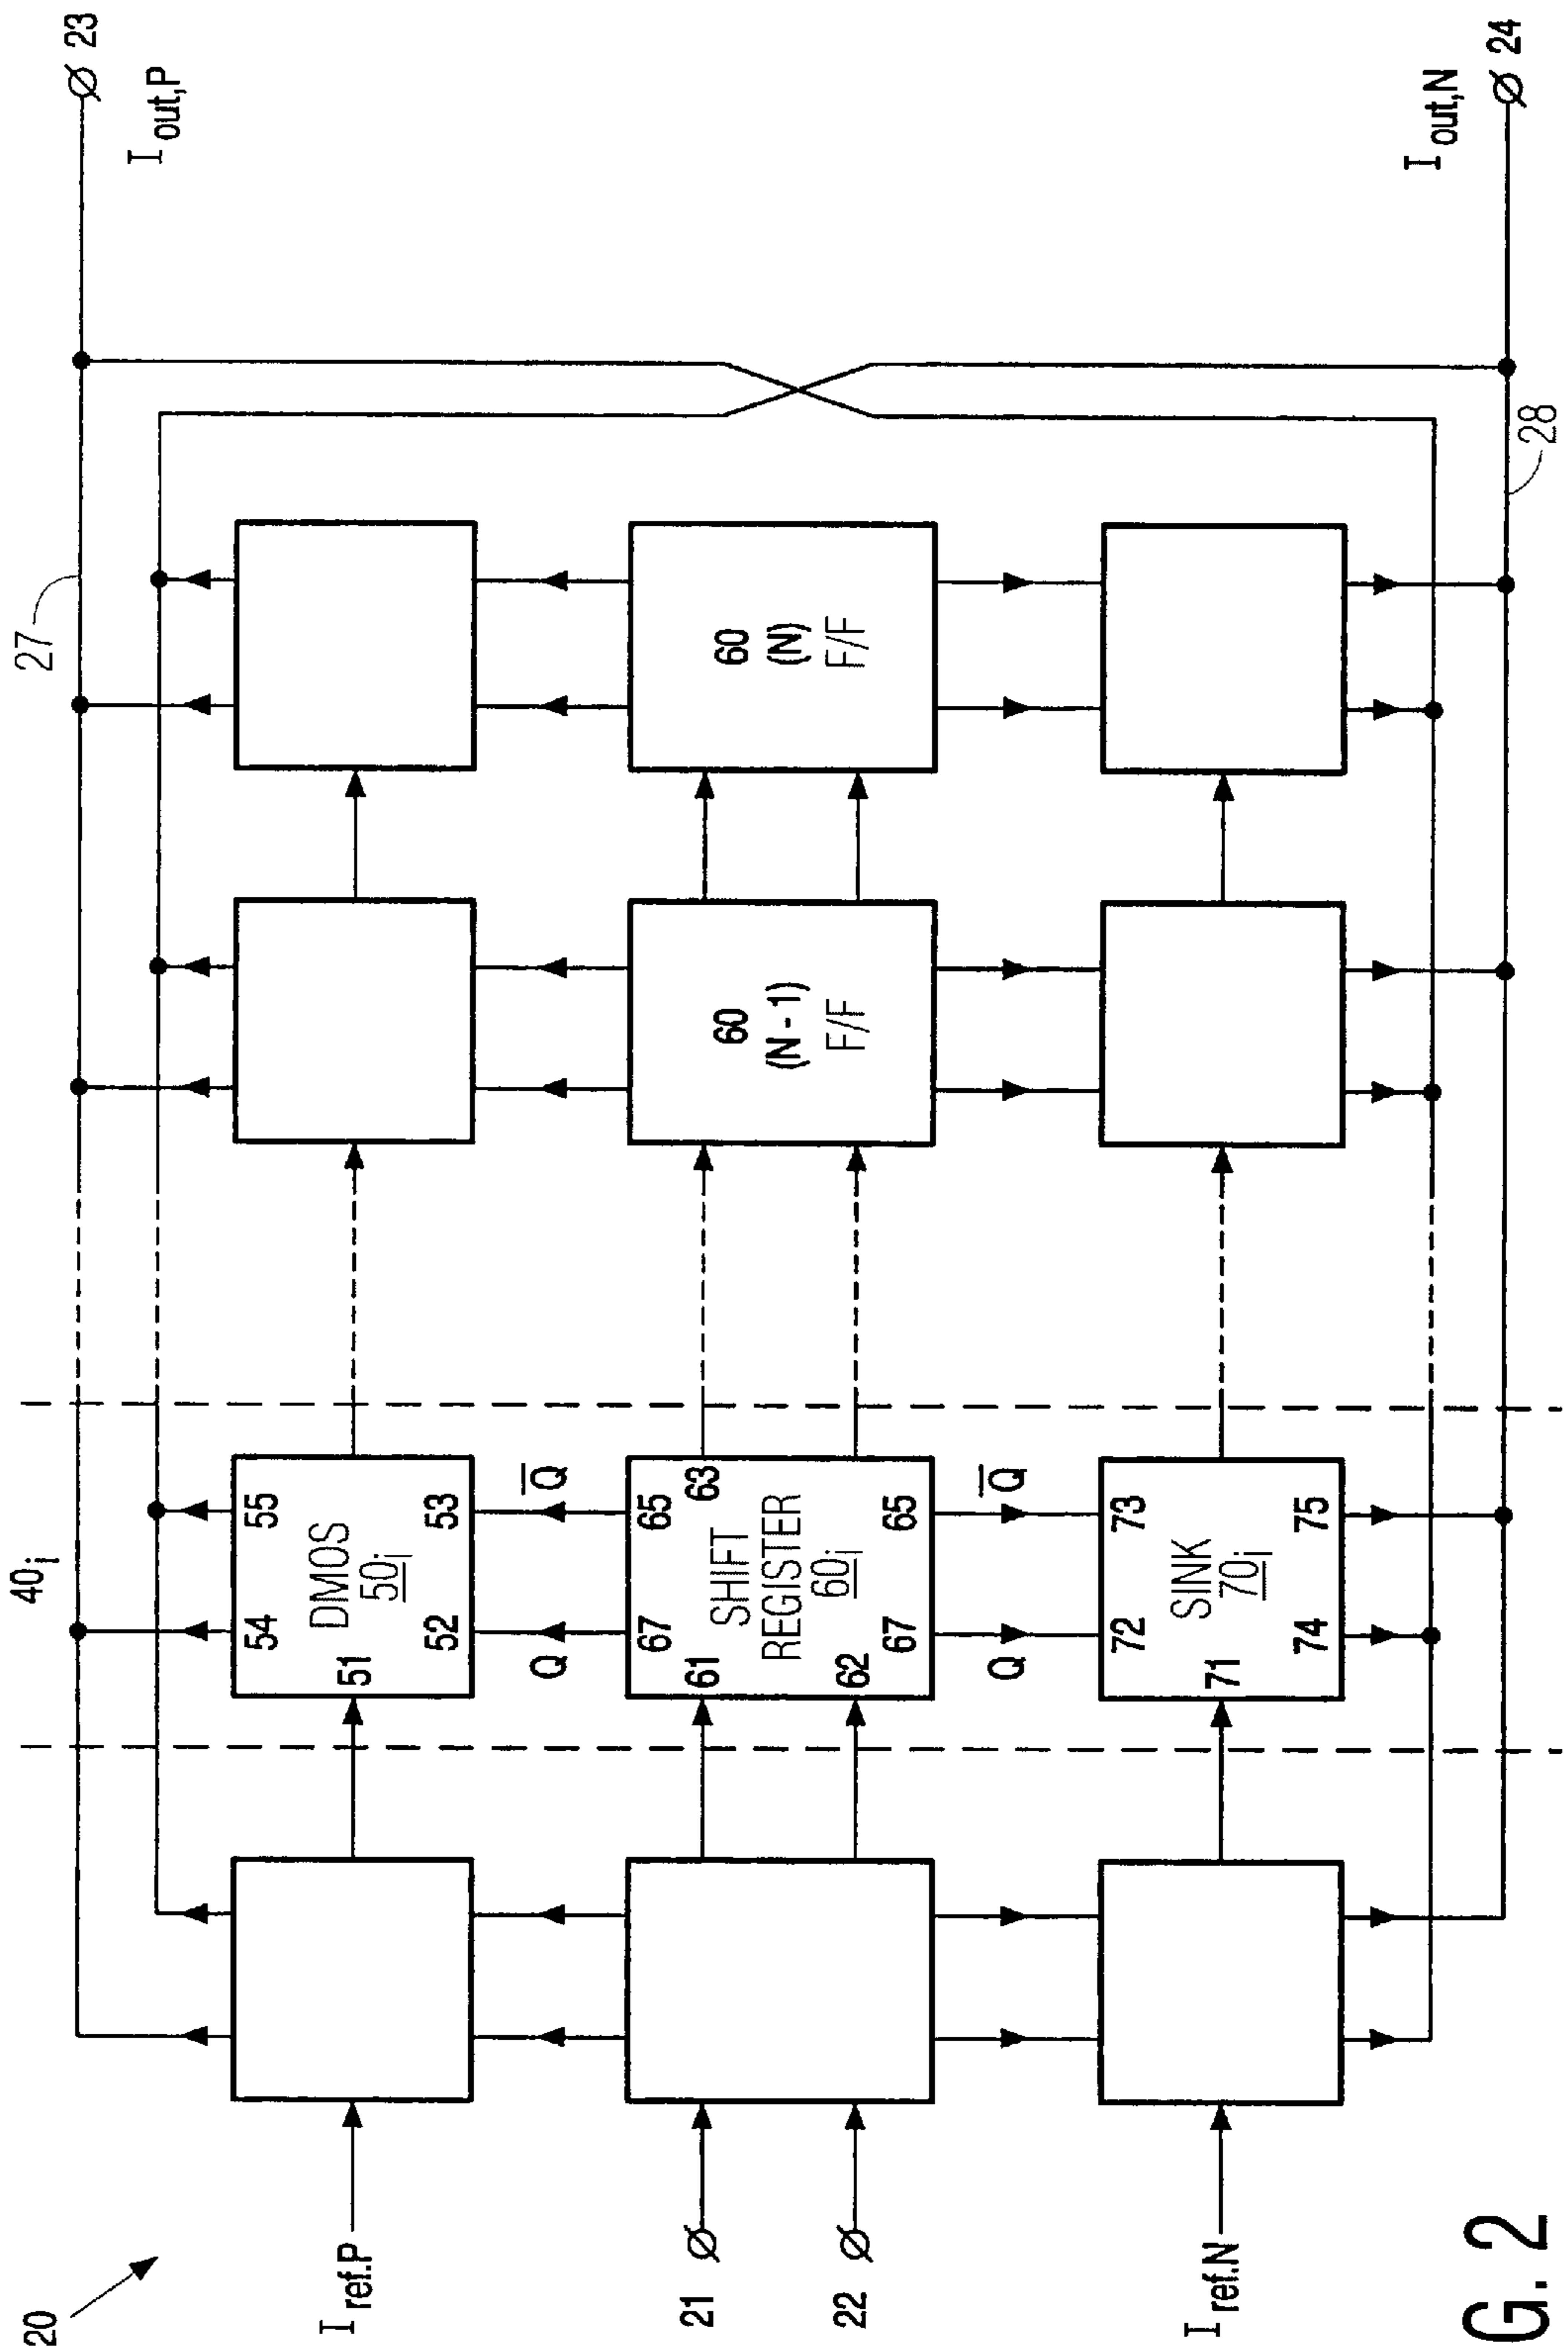 20
40i
27
23
I out,P
I ref.P
54
55
DMOS
50i
51
52
53
Q
Q̅
67
65
61
63
SHIFT
REGISTER
60i
62
67
65
21
22
60
(N-1)
F/F
60
(N)
F/F
Q
Q̅
72
73
SINK
70i
71
74
75
I ref.N
28
I out,N
24
G. 2